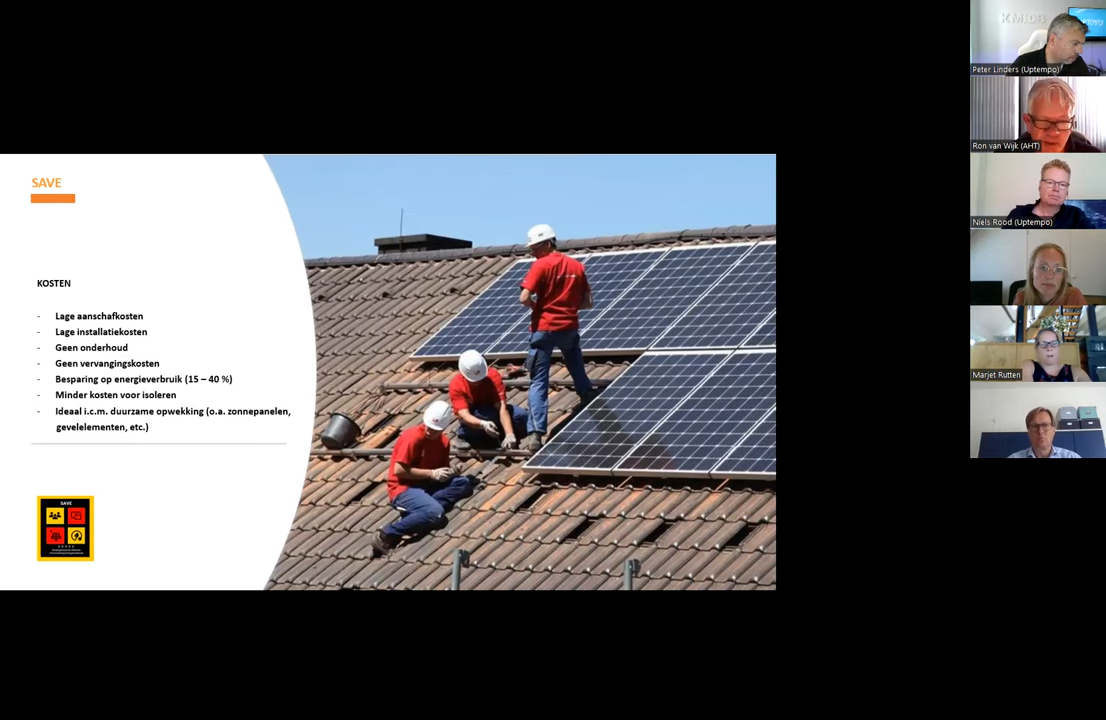 SAVE
KOSTEN
- Lage aanschafkosten
- Lage installatiekosten
- Geen onderhoud
- Geen vervangingskosten
- Besparing op energieverbruik (15 – 40 %)
- Minder kosten voor isoleren
- Ideaal i.c.m. duurzame opwekking (o.a. zonnepanelen,
gevelelementen, etc.)
SAVE
Peter Linders (Uptempo)
Ron van Wijk (AHT)
Niels Rood (Uptempo)
Marjet Rutten